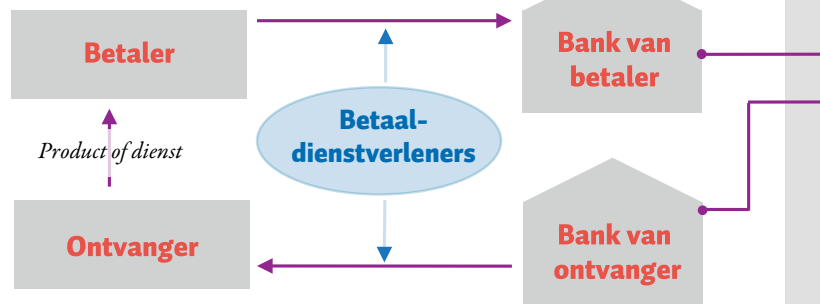 Betaler
Bank van
betaler
Betaal-
dienstverleners
Product of dienst
Ontvanger
Bank van
ontvanger